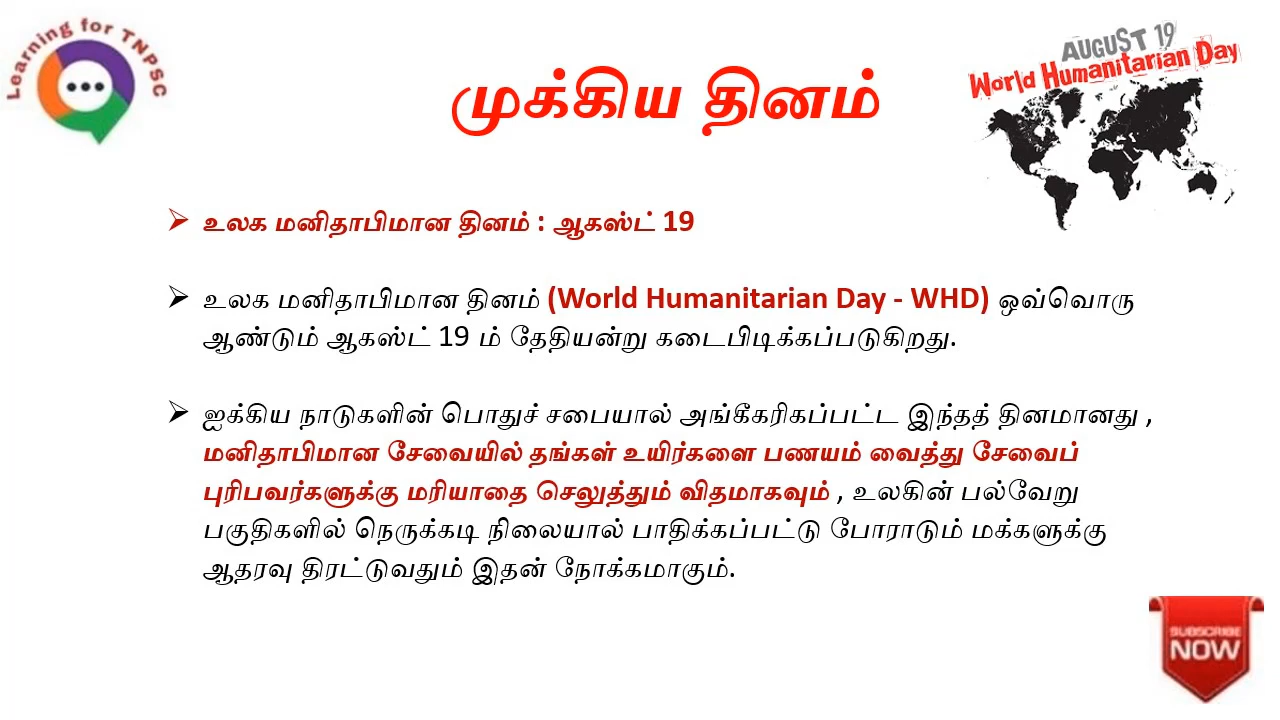 Learning for TNPSC
AUGUST 19
World Humanitarian Day
முக்கிய தினம்
உலக மனிதாபிமான தினம் : ஆகஸ்ட் 19
உலக மனிதாபிமான தினம் (World Humanitarian Day - WHD) ஒவ்வொரு
ஆண்டும் ஆகஸ்ட் 19 ம் தேதியன்று கடைபிடிக்கப்படுகிறது.
ஐக்கிய நாடுகளின் பொதுச் சபையால் அங்கீகரிகப்பட்ட இந்தத் தினமானது ,
மனிதாபிமான சேவையில் தங்கள் உயிர்களை பணயம் வைத்து சேவைப்
புரிபவர்களுக்கு மரியாதை செலுத்தும் விதமாகவும் , உலகின் பல்வேறு
பகுதிகளில் நெருக்கடி நிலையால் பாதிக்கப்பட்டு போராடும் மக்களுக்கு
ஆதரவு திரட்டுவதும் இதன் நோக்கமாகும்.
SUBSCRIBE
NOW